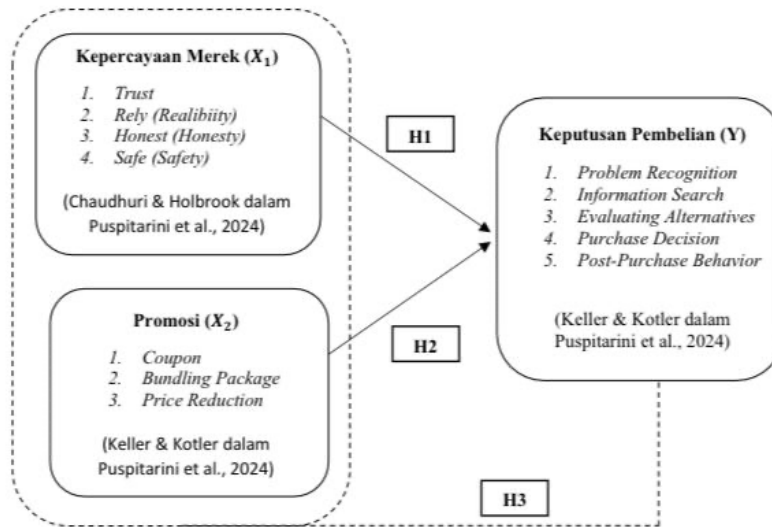 Kepercayaan Merek (X₁)
1. Trust
2. Rely (Realibiity)
3. Honest (Honesty)
4. Safe (Safety)
(Chaudhuri & Holbrook dalam
Puspitarini et al., 2024)
H1
Promosi (X₂)
1. Coupon
2. Bundling Package
3. Price Reduction
(Keller & Kotler dalam
Puspitarini et al., 2024)
H2
Keputusan Pembelian (Y)
1. Problem Recognition
2. Information Search
3. Evaluating Alternatives
4. Purchase Decision
5. Post-Purchase Behavior
(Keller & Kotler dalam
Puspitarini et al., 2024)
H3